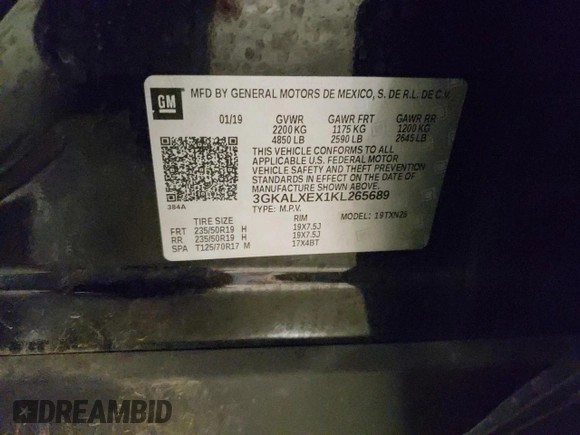 GM
MFD BY GENERAL MOTORS DE MEXICO, S. DE R.L. DE C.V.
01/19 GVWR GAWR FRT GAWR RR
2200 KG 1175 KG 1200 KG
4850 LB 2590 LB 2645 LB
THIS VEHICLE CONFORMS TO ALL
APPLICABLE U.S. FEDERAL MOTOR
VEHICLE SAFETY AND THEFT PREVENTION
STANDARDS IN EFFECT ON THE DATE OF
MANUFACTURE SHOWN ABOVE.
3GKALXEX1KL265689
384A
TYPE: M.P.V. MODEL: 19TXN26
TIRE SIZE RIM
FRT 235/50R19 H 19X7.5J
RR 235/50R19 H 19X7.5J
SPA T125/70R17 M 17X4BT
DREAMBID